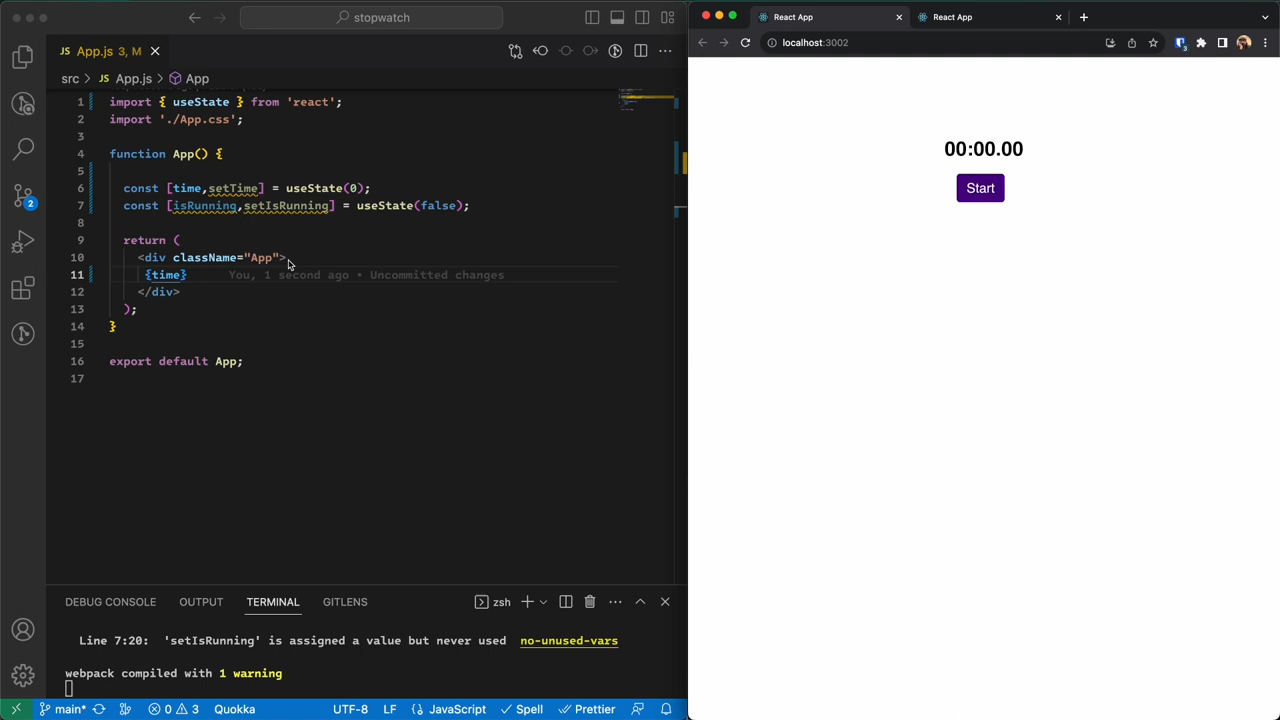 stopwatch
JS App.js 3, M
src > JS App.js > App
1 import { useState } from 'react';
2 import './App.css';
3
4 function App() {
5
6 const [time,setTime] = useState(0);
7 const [isRunning,setIsRunning] = useState(false);
8
9 return (
10 <div className="App">
11 {time} You, 1 second ago • Uncommitted changes
12 </div>
13 );
14 }
15
16 export default App;
17
2
DEBUG CONSOLE OUTPUT TERMINAL GITLENS
zsh
Line 7:20: 'setIsRunning' is assigned a value but never used no-unused-vars
webpack compiled with 1 warning
main* 0 3 Quokka UTF-8 LF {} JavaScript Spell Prettier
React App React App
localhost:3002
3
00:00.00
Start